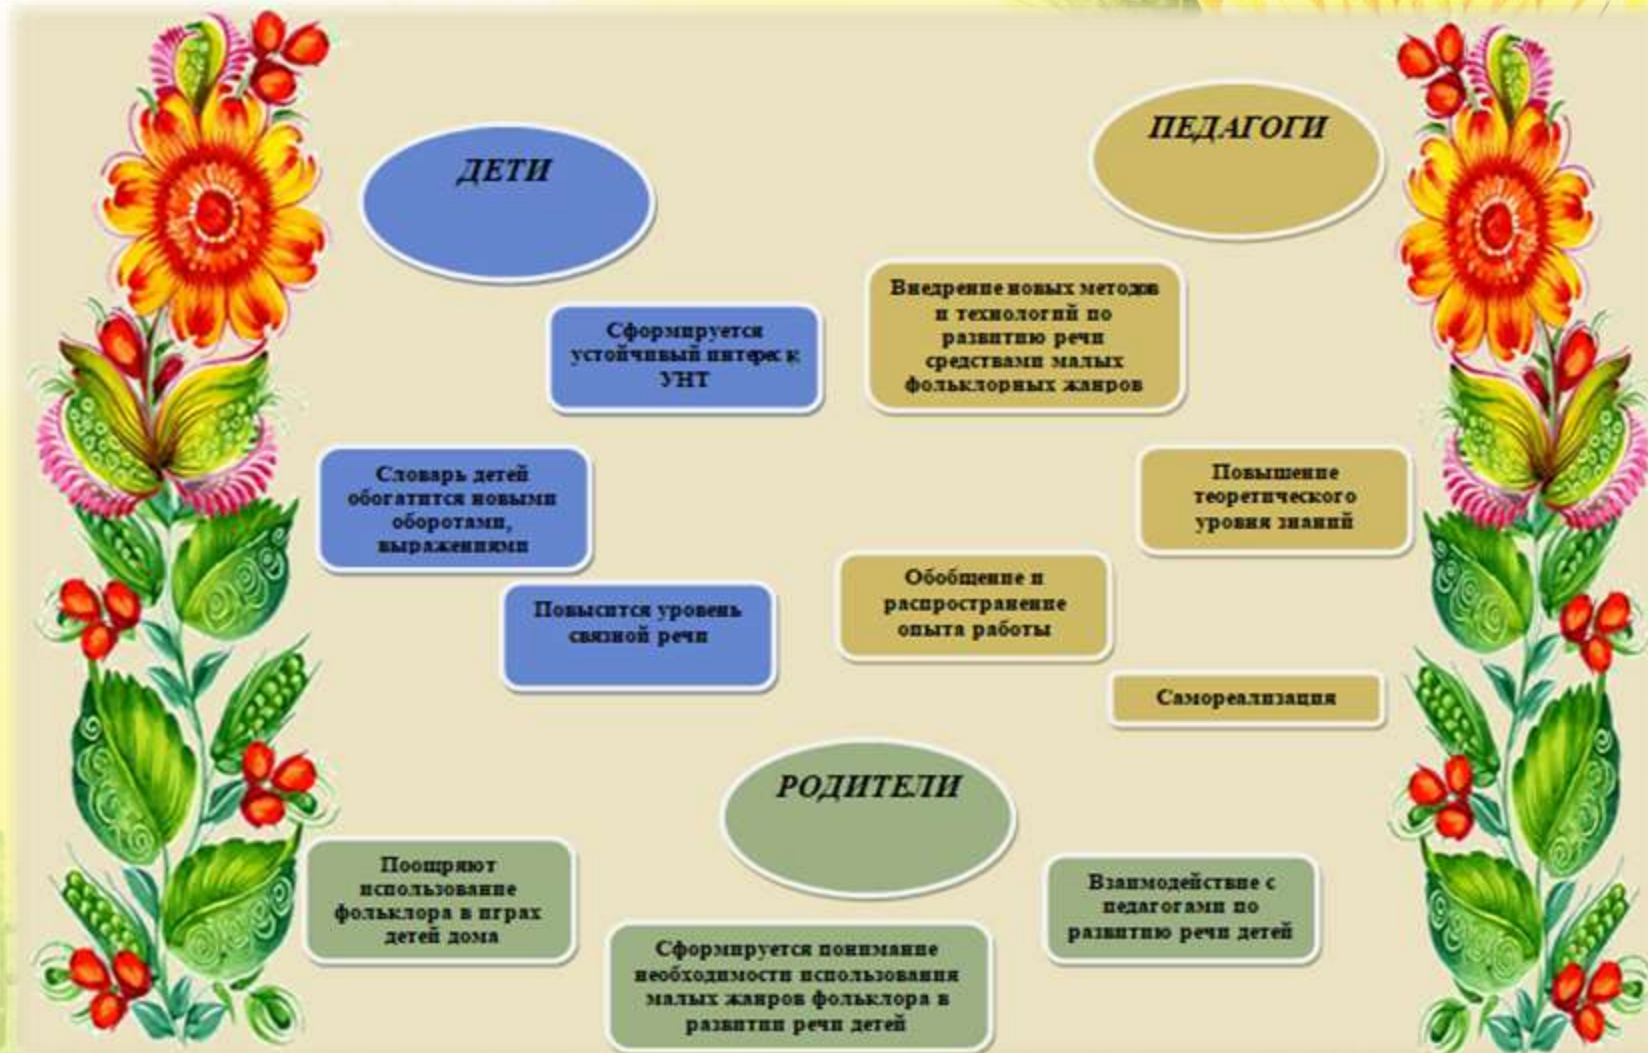 ДЕТИ
Сформируется
устойчивый интерес к
УНТ
Словарь детей
обогатится новыми
оборотами,
выражениями
Повысится уровень
связной речи
ПЕДАГОГИ
Внедрение новых методов
и технологий по
развитию речи
средствами малых
фольклорных жанров
Повышение
теоретического
уровня знаний
Обобщение и
распространение
опыта работы
Самореализация
РОДИТЕЛИ
Поощряют
использование
фольклора в играх
детей дома
Сформируется понимание
необходимости использования
малых жанров фольклора в
развитии речи детей
Взаимодействие с
педагогами по
развитию речи детей